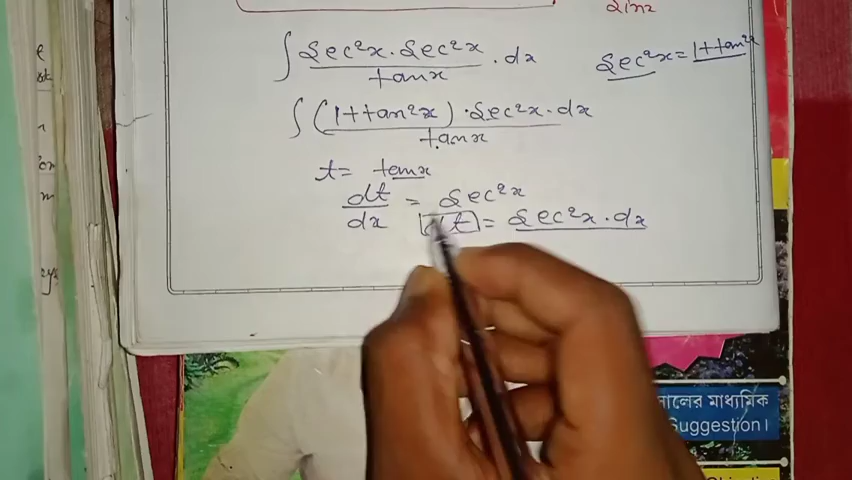 ∫ sec²x·sec²x / tanx · dx
sec²x = 1+tan²x
∫ (1+tan²x)·sec²x·dx / tanx
t = tanx
dt/dx = sec²x
dt = sec²x·dx
মাধ্যমিক
Suggestion।